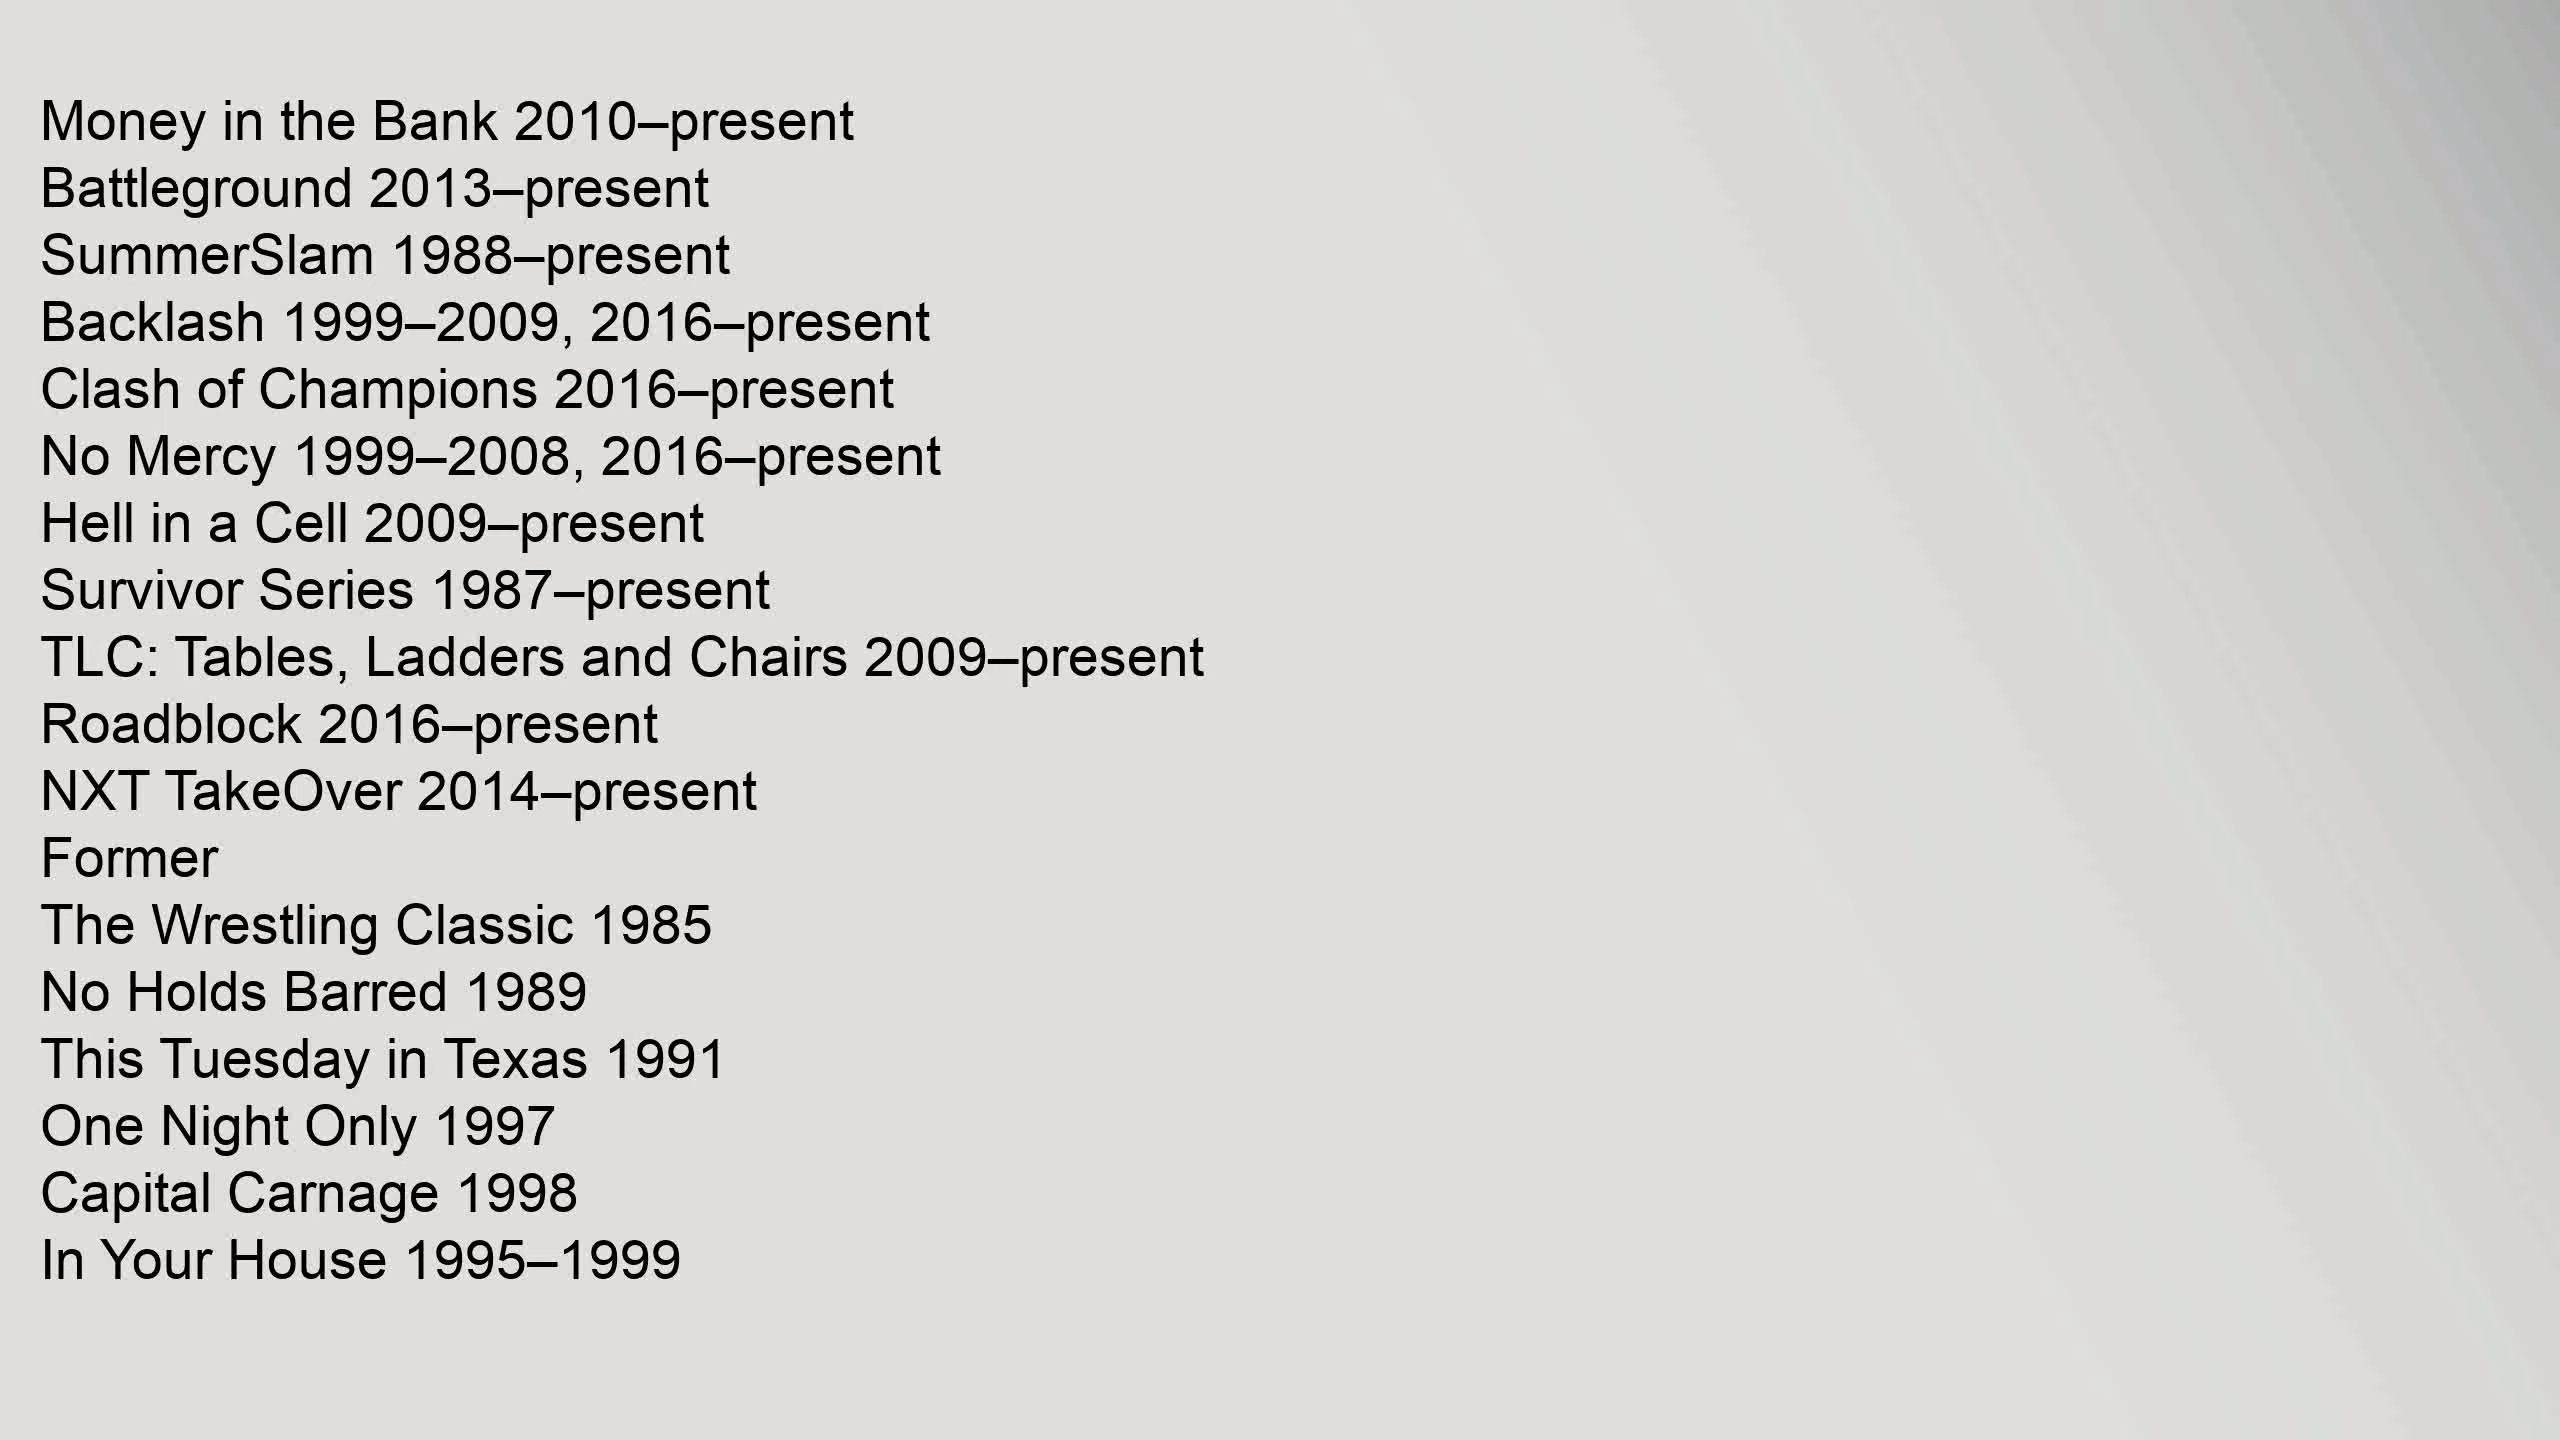 Money in the Bank 2010–present
Battleground 2013–present
SummerSlam 1988–present
Backlash 1999–2009, 2016–present
Clash of Champions 2016–present
No Mercy 1999–2008, 2016–present
Hell in a Cell 2009–present
Survivor Series 1987–present
TLC: Tables, Ladders and Chairs 2009–present
Roadblock 2016–present
NXT TakeOver 2014–present
Former
The Wrestling Classic 1985
No Holds Barred 1989
This Tuesday in Texas 1991
One Night Only 1997
Capital Carnage 1998
In Your House 1995–1999